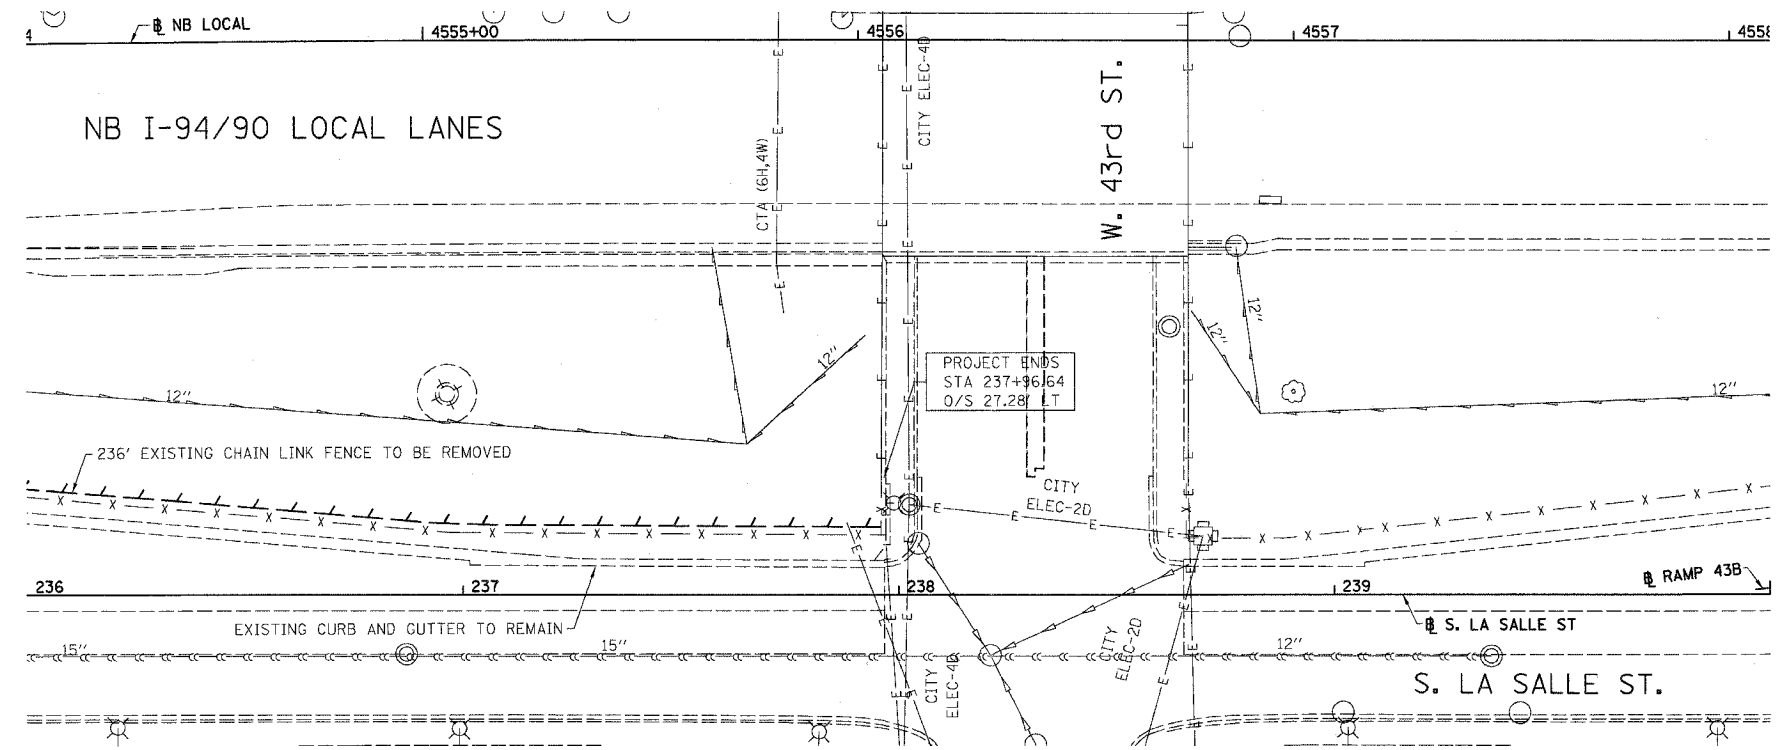 ℄ NB LOCAL
4555+00
4556
4557
4558
4
NB I-94/90 LOCAL LANES
CTA (6H,4W)
CITY ELEC-4D
W. 43rd ST.
12"
12"
12"
12"
12"
PROJECT ENDS
STA 237+96.64
O/S 27.28' LT
236' EXISTING CHAIN LINK FENCE TO BE REMOVED
CITY
ELEC-2D
236
237
238
239
℄ RAMP 43B
℄ S. LA SALLE ST
EXISTING CURB AND GUTTER TO REMAIN
15"
15"
12"
CITY
ELEC-4D
CITY
ELEC-2D
S. LA SALLE ST.